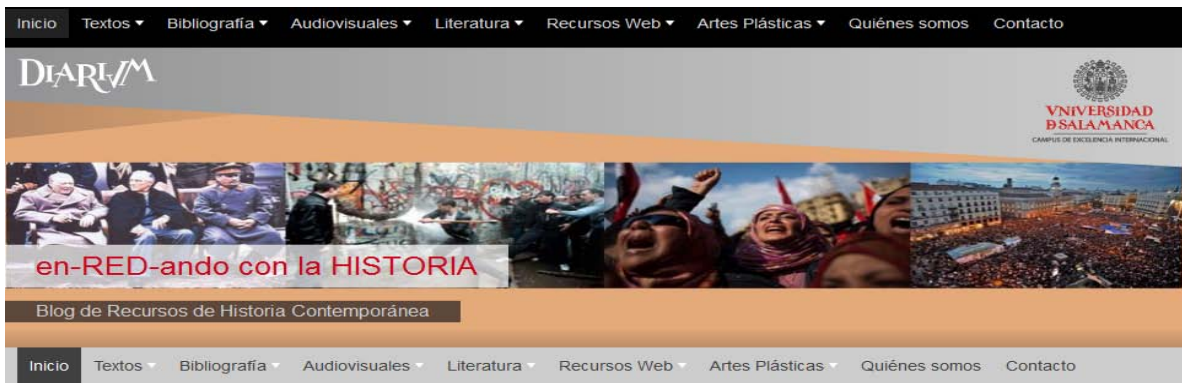 Inicio Textos Bibliografía Audiovisuales Literatura Recursos Web Artes Plásticas Quiénes somos Contacto
DIARIVM
VNiVERSiDAD
D SALAMANCA
CAMPUS DE EXCELENCIA INTERNACIONAL
en-RED-ando con la HISTORIA
Blog de Recursos de Historia Contemporánea
Inicio Textos Bibliografía Audiovisuales Literatura Recursos Web Artes Plásticas Quiénes somos Contacto